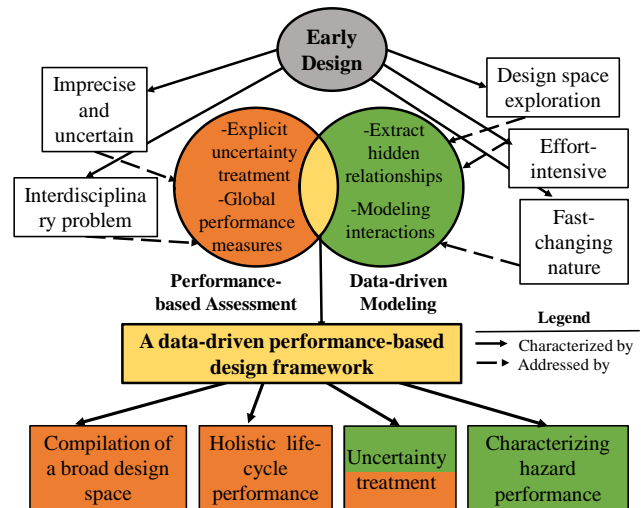 Early
Design
Imprecise
and
uncertain
Design space
exploration
-Explicit
uncertainty
treatment
-Global
performance
measures
-Extract
hidden
relationships
-Modeling
interactions
Effort-
intensive
Interdisciplina
ry problem
Fast-
changing
nature
Performance-
based Assessment
Data-driven
Modeling
Legend
Characterized by
Addressed by
A data-driven performance-based
design framework
Compilation of
a broad design
space
Holistic life-
cycle
performance
Uncertainty
treatment
Characterizing
hazard
performance